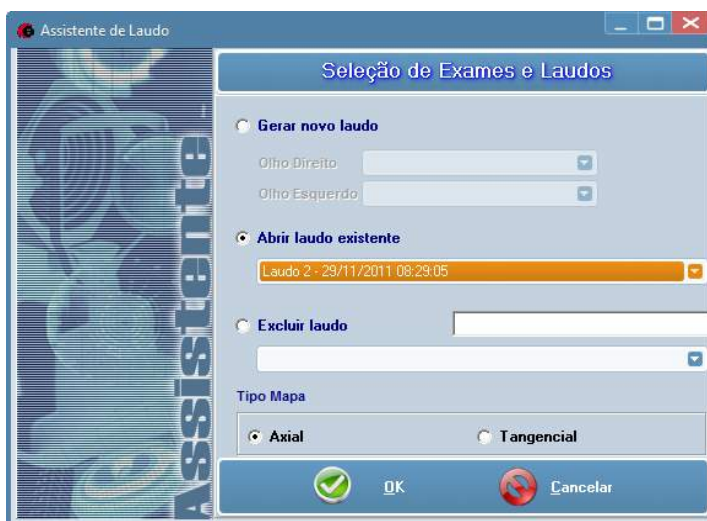 Assistente de Laudo
Assistente
Seleção de Exames e Laudos
Gerar novo laudo
Olho Direito
Olho Esquerdo
Abrir laudo existente
Laudo 2 - 29/11/2011 08:29:05
Excluir laudo
Tipo Mapa
Axial Tangencial
OK Cancelar